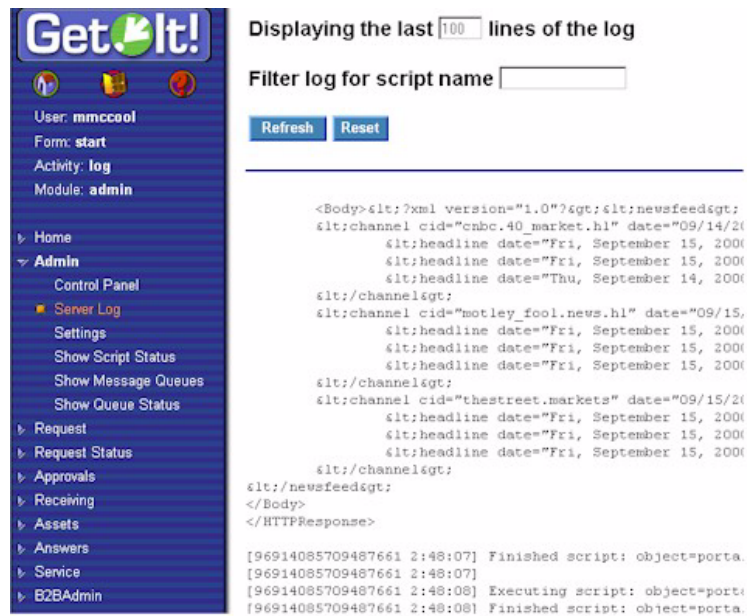 Get.It!
User: mmccool
Form: start
Activity: log
Module: admin
Home
Admin
Control Panel
Server Log
Settings
Show Script Status
Show Message Queues
Show Queue Status
Request
Request Status
Approvals
Receiving
Assets
Answers
Service
B2BAdmin
Displaying the last 100 lines of the log
Filter log for script name
Refresh Reset
<Body>&lt;?xml version="1.0"?&gt;&lt;newsfeed&gt;
&lt;channel cid="cnbc.40_market.hl" date="09/14/20
&lt;headline date="Fri, September 15, 2000
&lt;headline date="Fri, September 15, 2000
&lt;headline date="Thu, September 14, 2000
&lt;/channel&gt;
&lt;channel cid="motley_fool.news.hl" date="09/15,
&lt;headline date="Fri, September 15, 2000
&lt;headline date="Fri, September 15, 2000
&lt;headline date="Fri, September 15, 2000
&lt;/channel&gt;
&lt;channel cid="thestreet.markets" date="09/15/20
&lt;headline date="Fri, September 15, 2000
&lt;headline date="Fri, September 15, 2000
&lt;headline date="Fri, September 15, 2000
&lt;/channel&gt;
&lt;/newsfeed&gt;
</Body>
</HTTPResponse>
[96914085709487661 2:48:07] Finished script: object=porta
[96914085709487661 2:48:07]
[96914085709487661 2:48:08] Executing script: object=porta
[96914085709487661 2:48:08] Finished script: object=porta